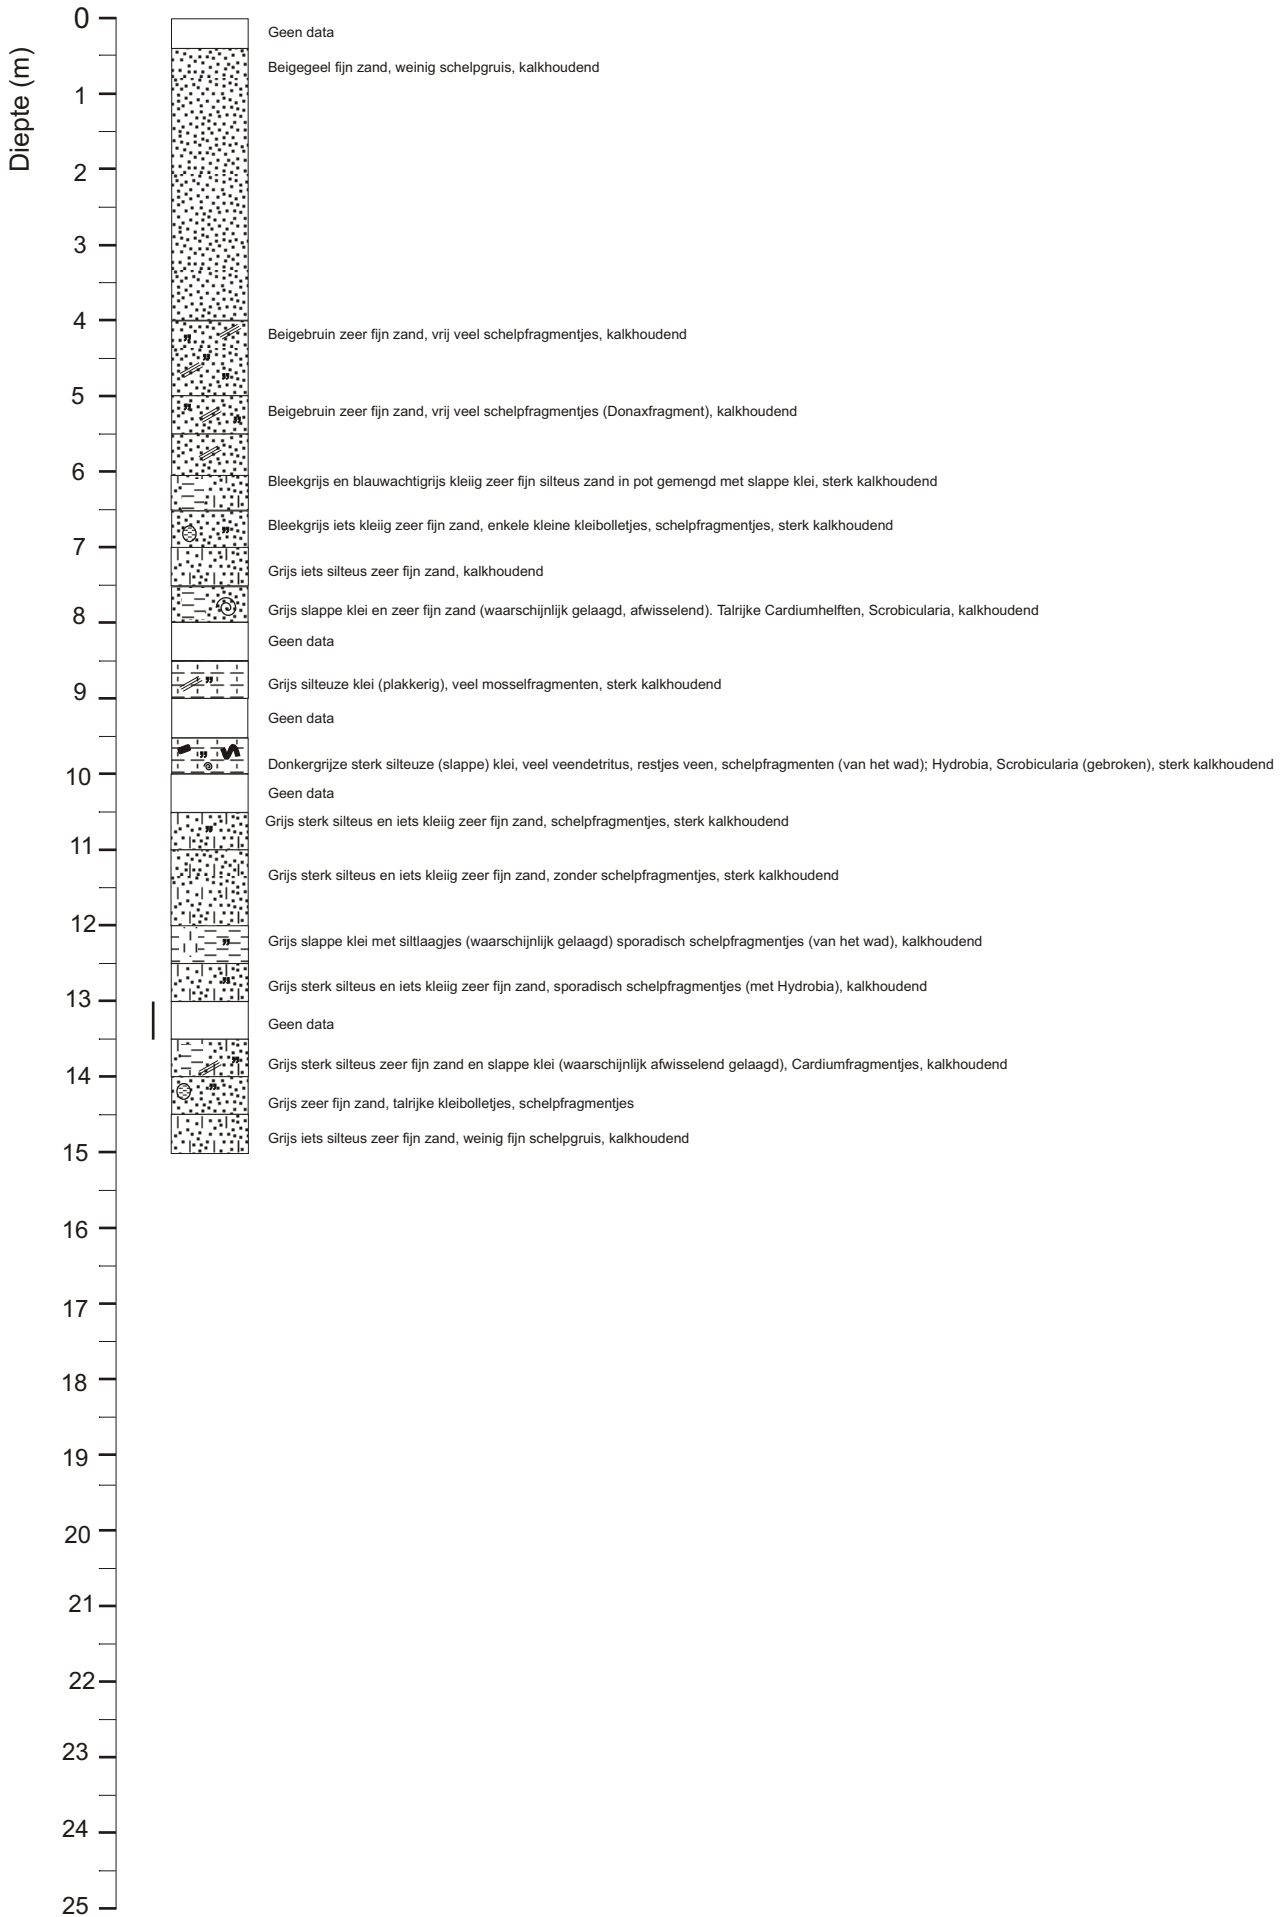 Diepte (m)
0
Geen data
Beigegeel fijn zand, weinig schelpgruis, kalkhoudend
1
2
3
4
Beigebruin zeer fijn zand, vrij veel schelpfragmentjes, kalkhoudend
5
Beigebruin zeer fijn zand, vrij veel schelpfragmentjes (Donaxfragment), kalkhoudend
6
Bleekgrijs en blauwachtigrijs kleiig zeer fijn silteus zand in pot gemengd met slappe klei, sterk kalkhoudend
Bleekgrijs iets kleiig zeer fijn zand, enkele kleine kleibolletjes, schelpfragmentjes, sterk kalkhoudend
7
Grijs iets silteus zeer fijn zand, kalkhoudend
Grijs slappe klei en zeer fijn zand (waarschijnlijk gelaagd, afwisselend). Talrijke Cardiumhelften, Scrobicularia, kalkhoudend
8
Geen data
Grijs silteuze klei (plakkerig), veel mosselfragmenten, sterk kalkhoudend
9
Geen data
Donkergrijze sterk silteuze (slappe) klei, veel veendetritus, restjes veen, schelpfragmenten (van het wad); Hydrobia, Scrobicularia (gebroken), sterk kalkhoudend
10
Geen data
Grijs sterk silteus en iets kleiig zeer fijn zand, schelpfragmentjes, sterk kalkhoudend
11
Grijs sterk silteus en iets kleiig zeer fijn zand, zonder schelpfragmentjes, sterk kalkhoudend
12
Grijs slappe klei met siltlaagjes (waarschijnlijk gelaagd) sporadisch schelpfragmentjes (van het wad), kalkhoudend
Grijs sterk silteus en iets kleiig zeer fijn zand, sporadisch schelpfragmentjes (met Hydrobia), kalkhoudend
13
Geen data
Grijs sterk silteus zeer fijn zand en slappe klei (waarschijnlijk afwisselend gelaagd), Cardiumfragmentjes, kalkhoudend
14
Grijs zeer fijn zand, talrijke kleibolletjes, schelpfragmentjes
Grijs iets silteus zeer fijn zand, weinig fijn schelpgruis, kalkhoudend
15
16
17
18
19
20
21
22
23
24
25